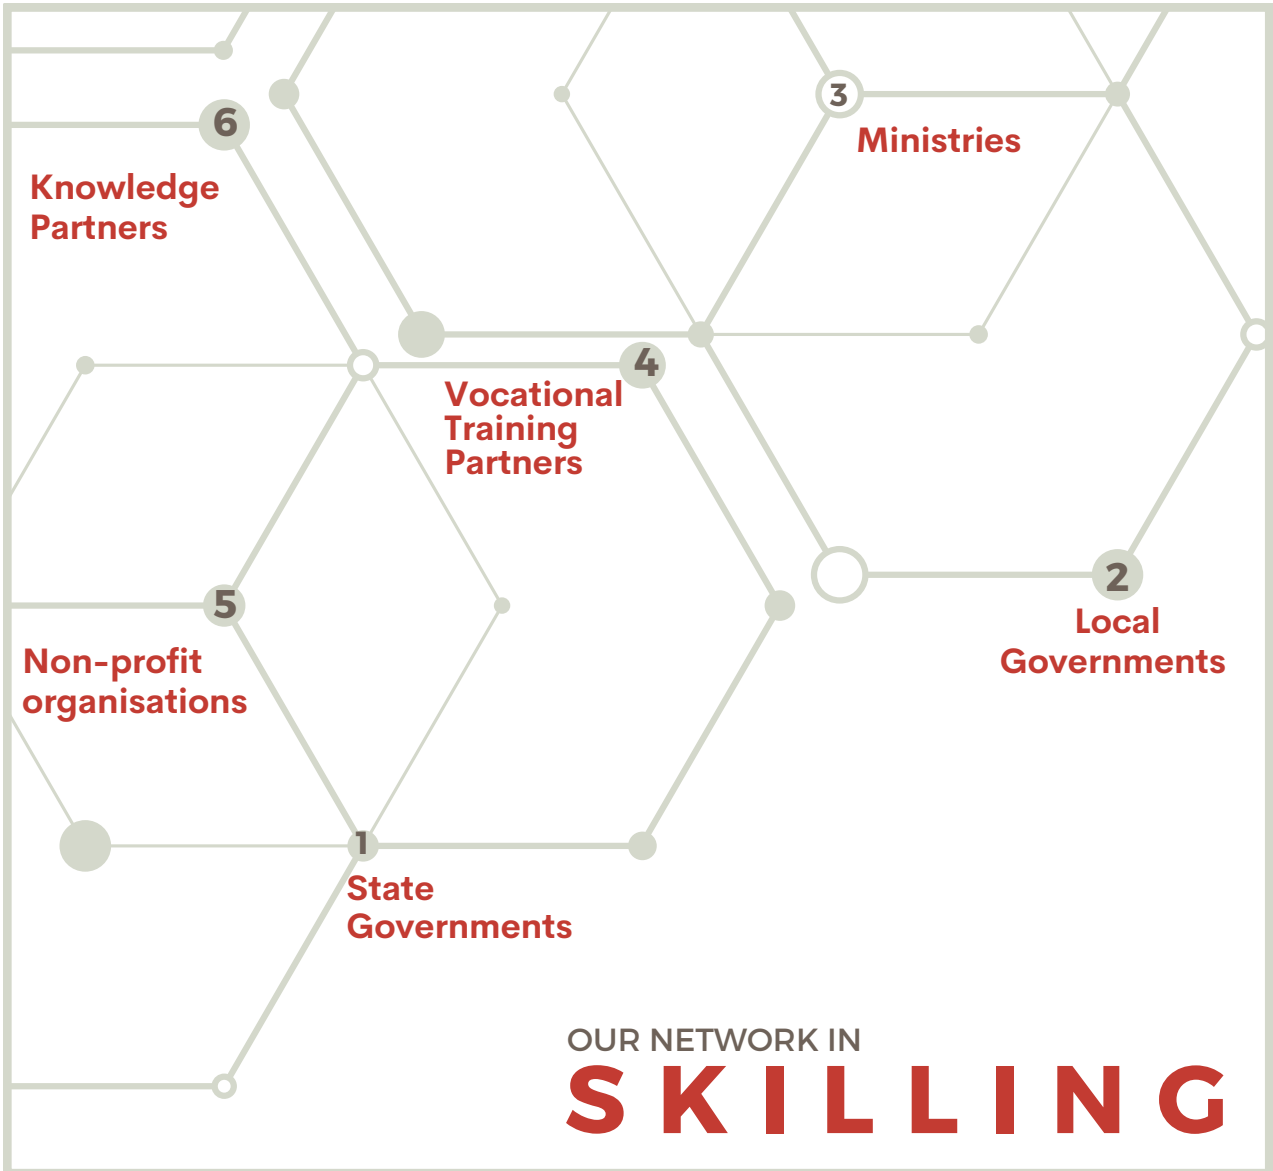 3
Ministries
6
Knowledge
Partners
4
Vocational
Training
Partners
2
Local
Governments
5
Non-profit
organisations
1
State
Governments
OUR NETWORK IN
SKILLING